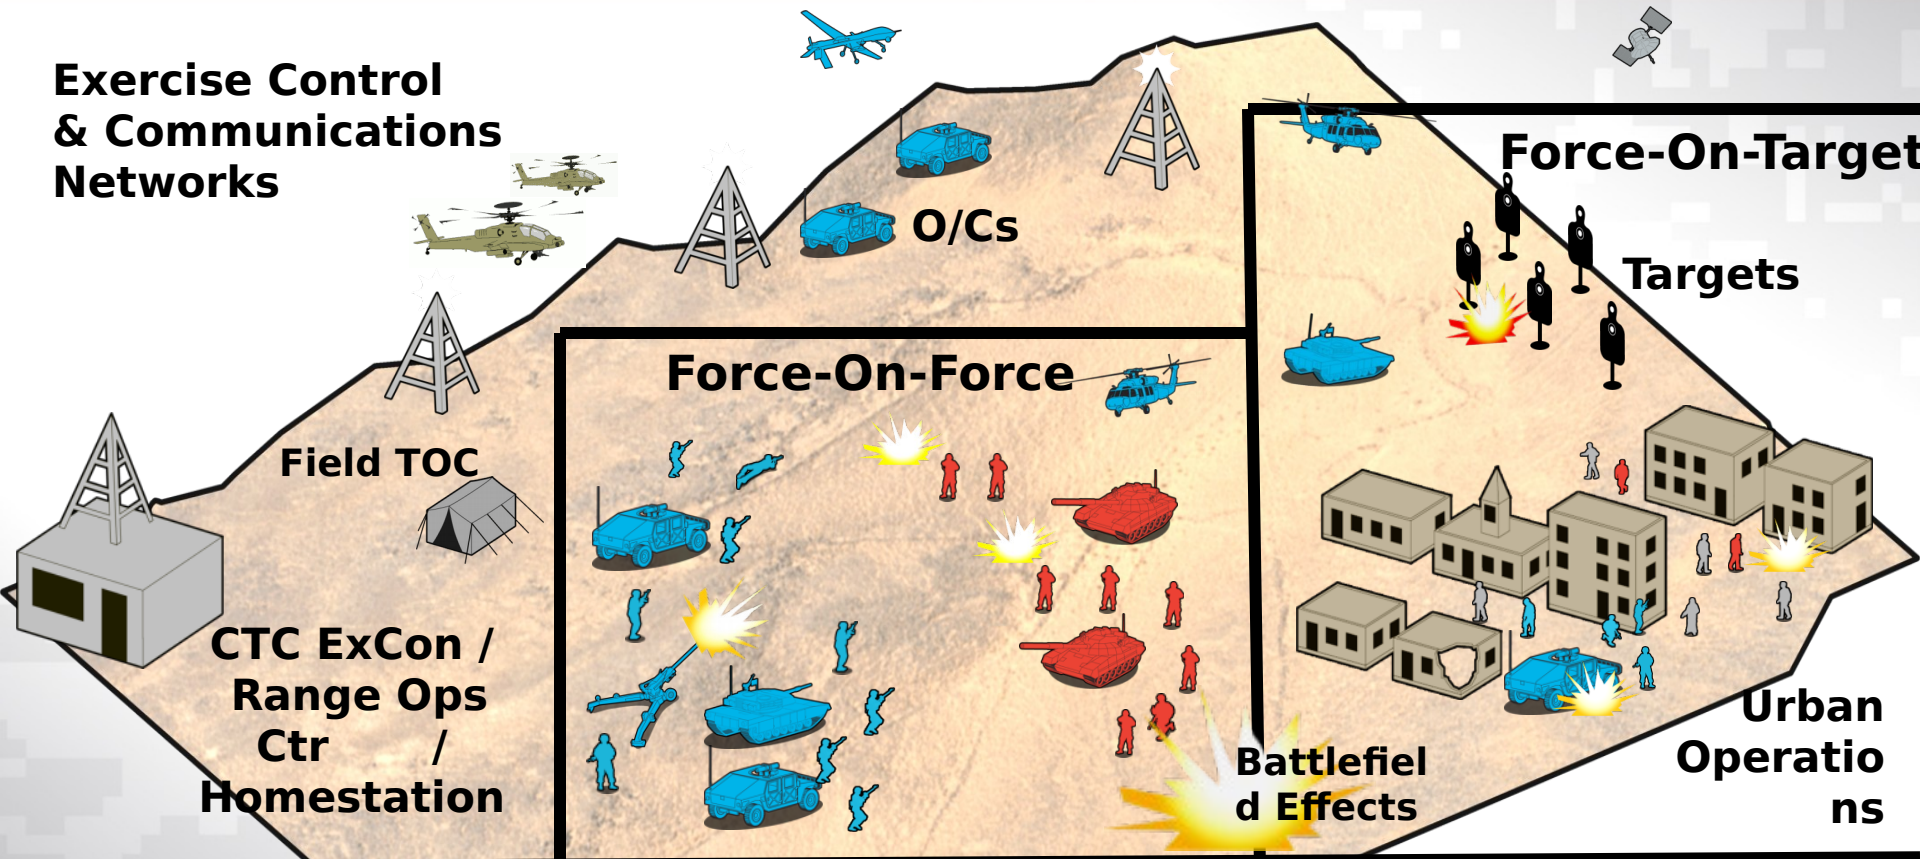 Exercise Control
& Communications
Networks
O/Cs
Force-On-Target
Targets
Force-On-Force
Field TOC
CTC ExCon /
Range Ops
Ctr /
Homestation
Battlefiel
d Effects
Urban
Operatio
ns